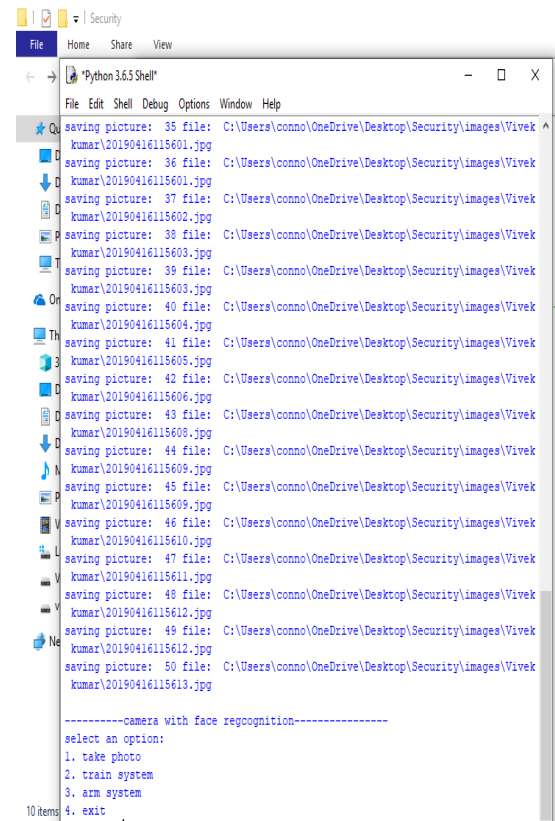 Security
File Home Share View
*Python 3.6.5 Shell*
File Edit Shell Debug Options Window Help
saving picture: 35 file: C:\Users\conno\OneDrive\Desktop\Security\images\Vivek
kumar\20190416115601.jpg
saving picture: 36 file: C:\Users\conno\OneDrive\Desktop\Security\images\Vivek
kumar\20190416115601.jpg
saving picture: 37 file: C:\Users\conno\OneDrive\Desktop\Security\images\Vivek
kumar\20190416115602.jpg
saving picture: 38 file: C:\Users\conno\OneDrive\Desktop\Security\images\Vivek
kumar\20190416115603.jpg
saving picture: 39 file: C:\Users\conno\OneDrive\Desktop\Security\images\Vivek
kumar\20190416115603.jpg
saving picture: 40 file: C:\Users\conno\OneDrive\Desktop\Security\images\Vivek
kumar\20190416115604.jpg
saving picture: 41 file: C:\Users\conno\OneDrive\Desktop\Security\images\Vivek
kumar\20190416115605.jpg
saving picture: 42 file: C:\Users\conno\OneDrive\Desktop\Security\images\Vivek
kumar\20190416115606.jpg
saving picture: 43 file: C:\Users\conno\OneDrive\Desktop\Security\images\Vivek
kumar\20190416115608.jpg
saving picture: 44 file: C:\Users\conno\OneDrive\Desktop\Security\images\Vivek
kumar\20190416115609.jpg
saving picture: 45 file: C:\Users\conno\OneDrive\Desktop\Security\images\Vivek
kumar\20190416115609.jpg
saving picture: 46 file: C:\Users\conno\OneDrive\Desktop\Security\images\Vivek
kumar\20190416115610.jpg
saving picture: 47 file: C:\Users\conno\OneDrive\Desktop\Security\images\Vivek
kumar\20190416115611.jpg
saving picture: 48 file: C:\Users\conno\OneDrive\Desktop\Security\images\Vivek
kumar\20190416115612.jpg
saving picture: 49 file: C:\Users\conno\OneDrive\Desktop\Security\images\Vivek
kumar\20190416115612.jpg
saving picture: 50 file: C:\Users\conno\OneDrive\Desktop\Security\images\Vivek
kumar\20190416115613.jpg
----------camera with face regcognition----------------
select an option:
1. take photo
2. train system
3. arm system
4. exit
10 items